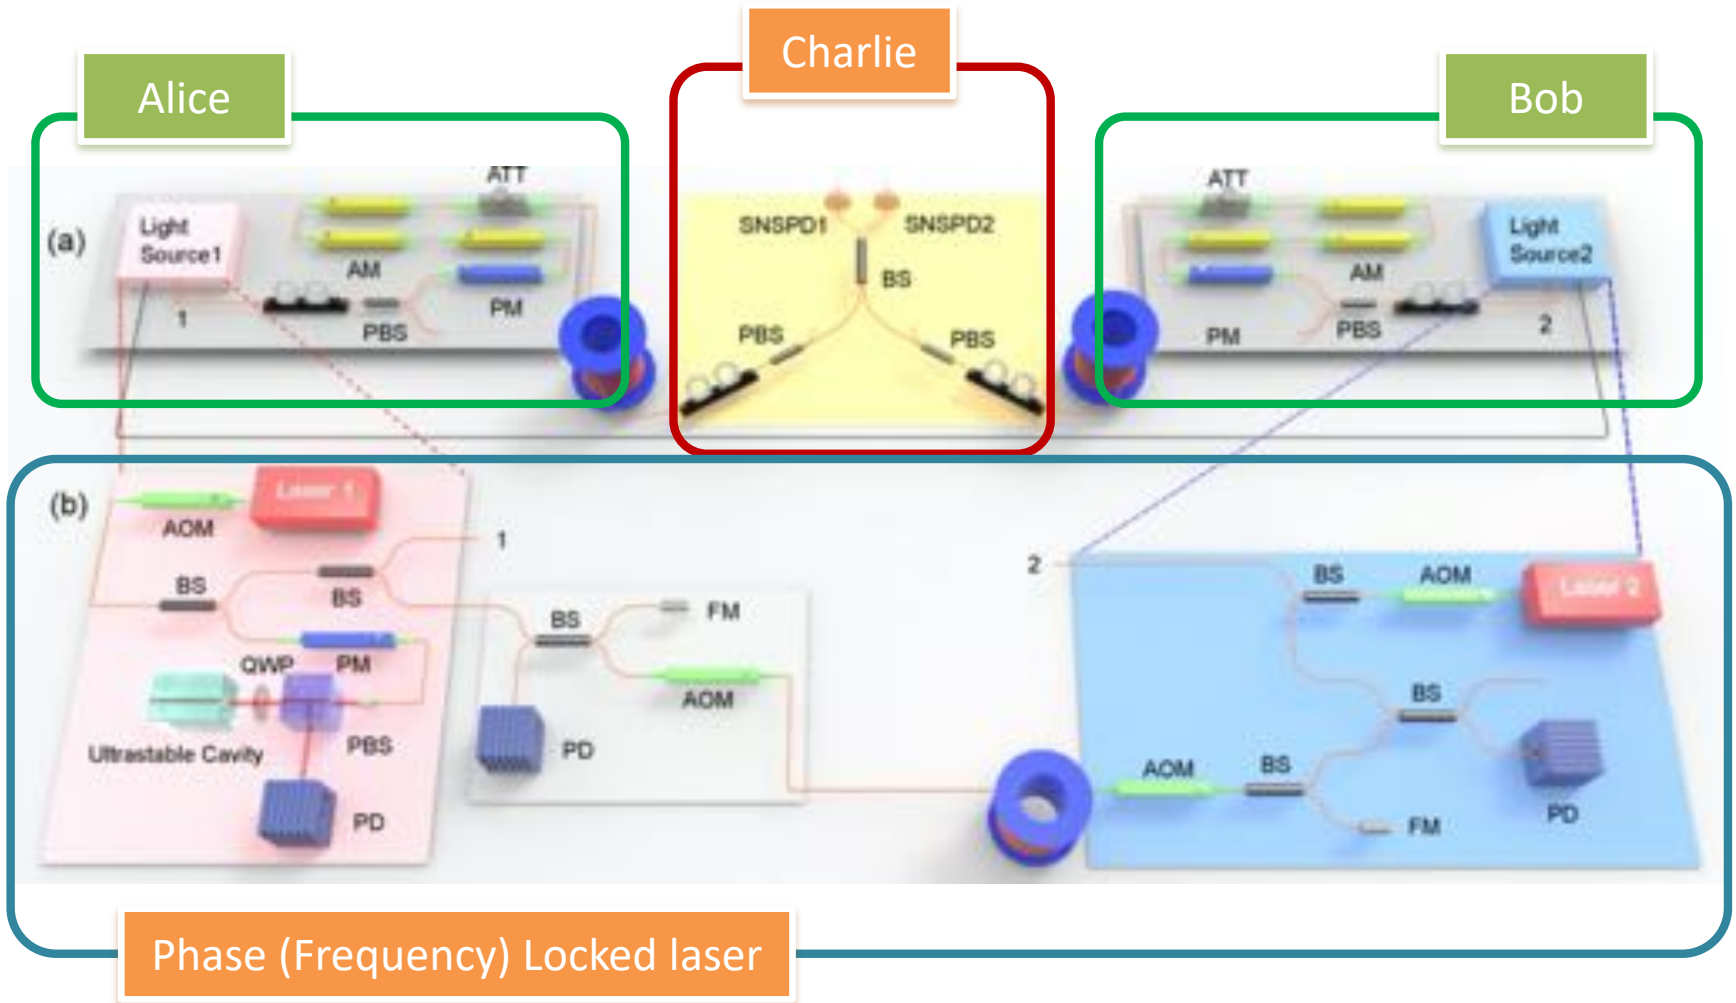 Charlie
Alice
Bob
ATT
ATT
(a)
Light
Source1
SNSPD1
SNSPD2
Light
Source2
AM
BS
AM
1
PBS
PM
PBS
PBS
PM
PBS
2
(b)
Laser 1
AOM
1
BS
BS
2
BS
AOM
Laser 2
BS
FM
QWP
PM
AOM
BS
Ultrastable Cavity
PBS
PD
AOM
BS
PD
PD
FM
Phase (Frequency) Locked laser